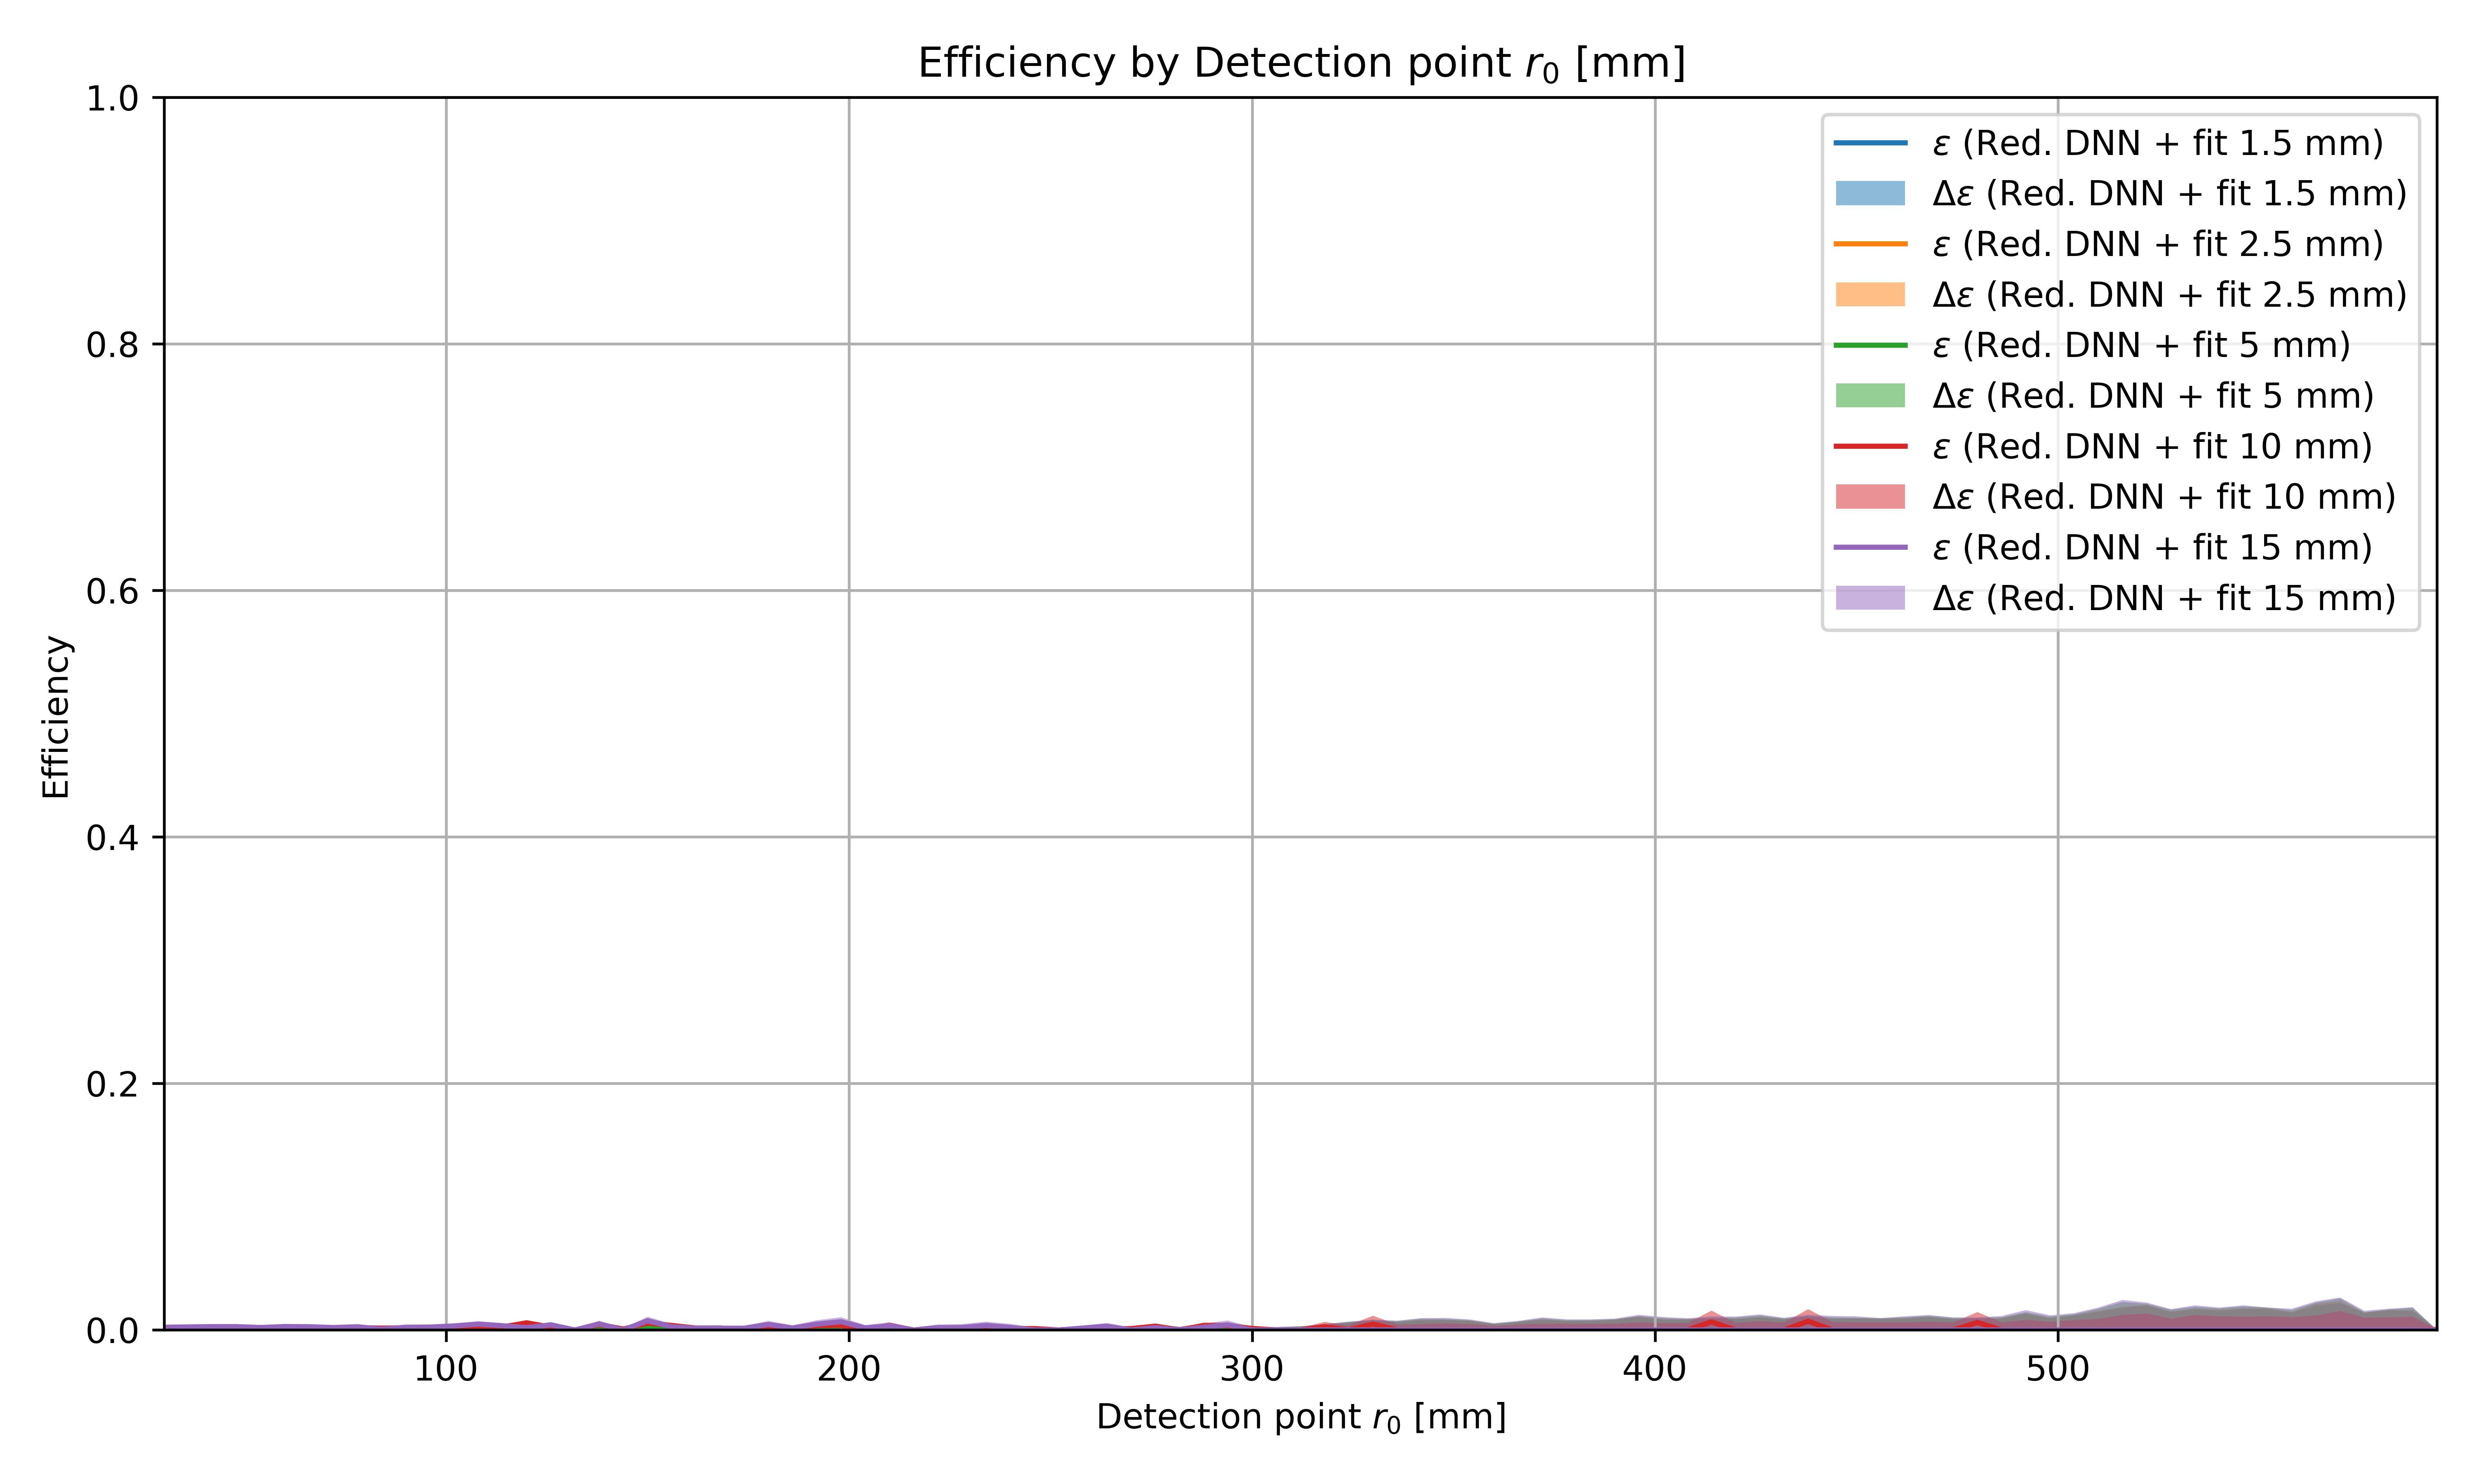 Efficiency by Detection point r₀ [mm]
1.0
0.8
0.6
0.4
0.2
0.0
Efficiency
ε (Red. DNN + fit 1.5 mm)
Δε (Red. DNN + fit 1.5 mm)
ε (Red. DNN + fit 2.5 mm)
Δε (Red. DNN + fit 2.5 mm)
ε (Red. DNN + fit 5 mm)
Δε (Red. DNN + fit 5 mm)
ε (Red. DNN + fit 10 mm)
Δε (Red. DNN + fit 10 mm)
ε (Red. DNN + fit 15 mm)
Δε (Red. DNN + fit 15 mm)
100 200 300 400 500
Detection point r₀ [mm]